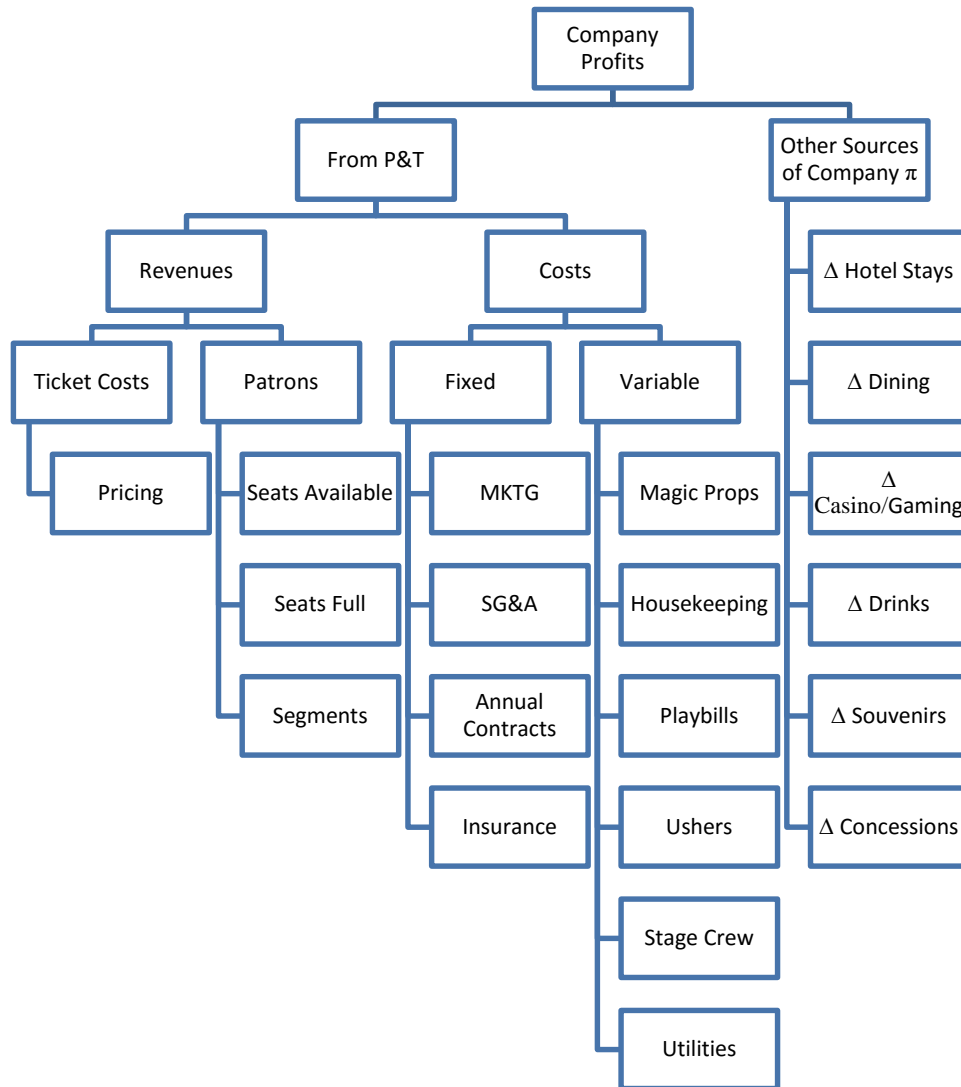 Company
Profits
From P&T
Other Sources
of Company π
Revenues
Costs
Δ Hotel Stays
Ticket Costs
Patrons
Fixed
Variable
Δ Dining
Pricing
Seats Available
MKTG
Magic Props
Δ
Casino/Gaming
Seats Full
SG&A
Housekeeping
Δ Drinks
Segments
Annual
Contracts
Playbills
Δ Souvenirs
Insurance
Ushers
Δ Concessions
Stage Crew
Utilities